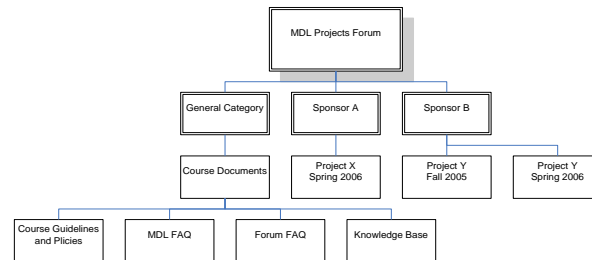 MDL Projects Forum
General Category
Sponsor A
Sponsor B
Course Documents
Project X
Spring 2006
Project Y
Fall 2005
Project Y
Spring 2006
Course Guidelines
and Plicies
MDL FAQ
Forum FAQ
Knowledge Base